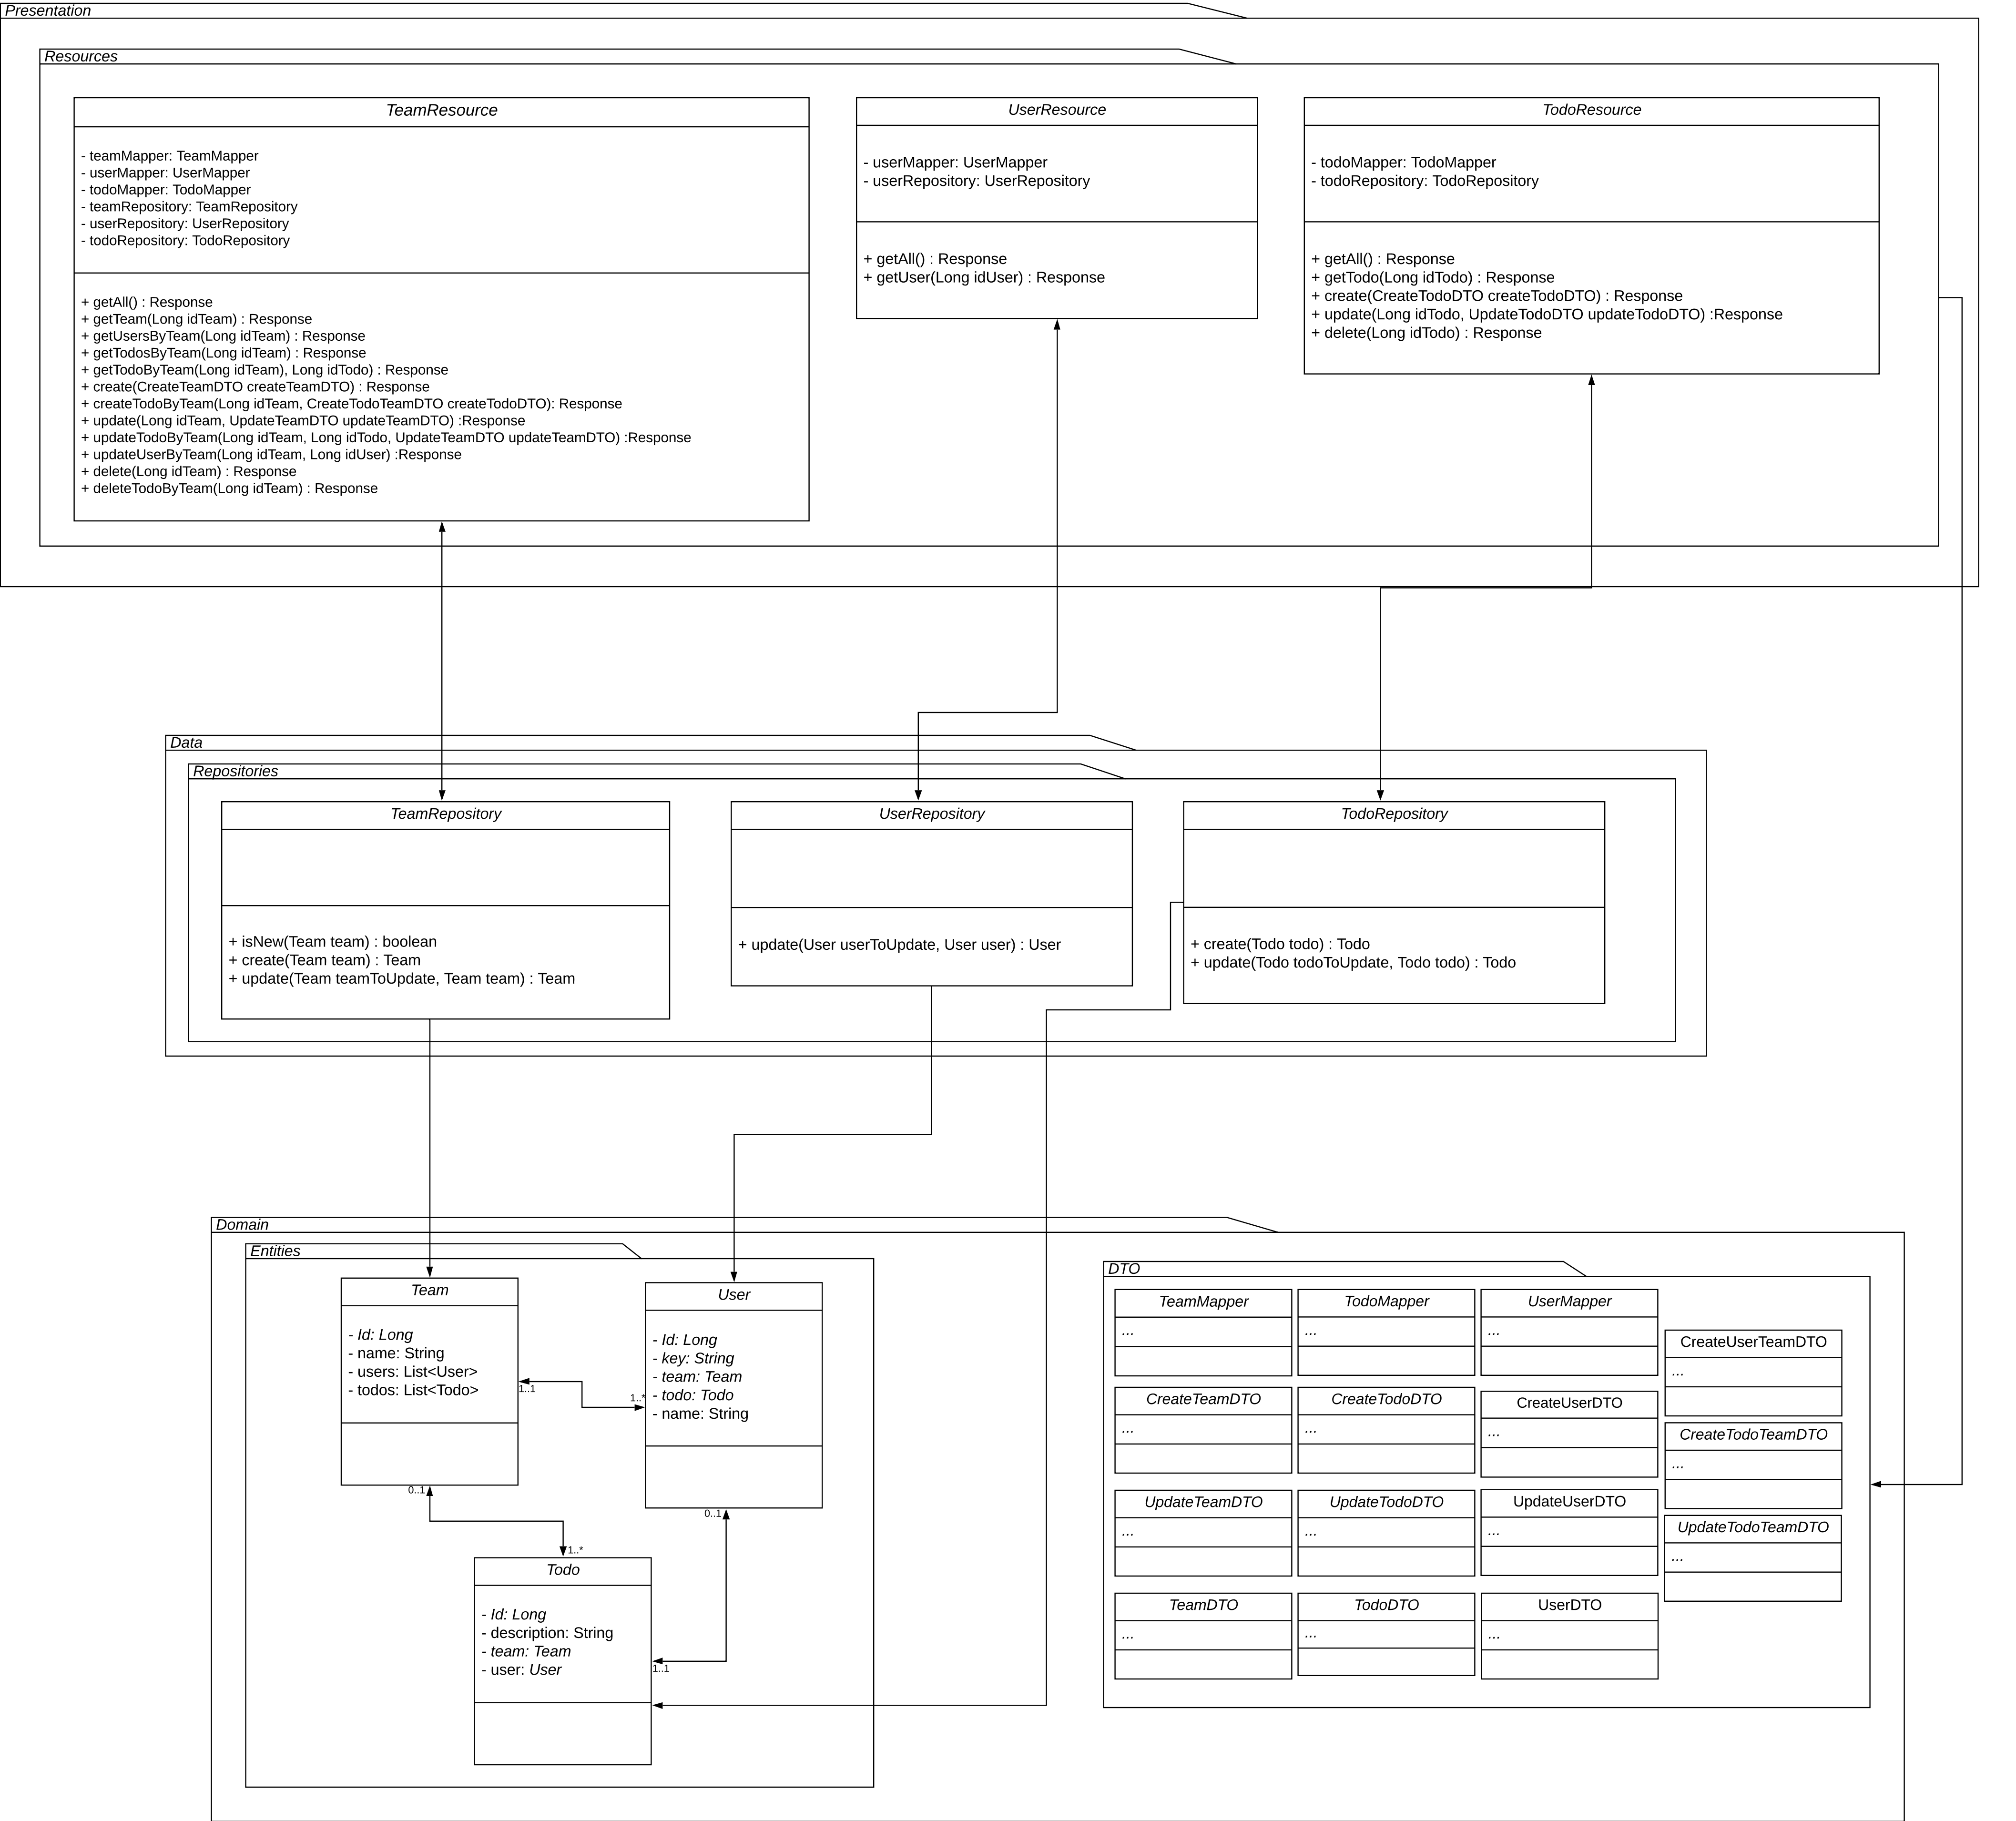 Presentation
Resources
TeamResource
- teamMapper: TeamMapper
- userMapper: UserMapper
- todoMapper: TodoMapper
- teamRepository: TeamRepository
- userRepository: UserRepository
- todoRepository: TodoRepository
+ getAll() : Response
+ getTeam(Long idTeam) : Response
+ getUsersByTeam(Long idTeam) : Response
+ getTodosByTeam(Long idTeam) : Response
+ getTodoByTeam(Long idTeam), Long idTodo) : Response
+ create(CreateTeamDTO createTeamDTO) : Response
+ createTodoByTeam(Long idTeam, CreateTodoTeamDTO createTodoDTO): Response
+ update(Long idTeam, UpdateTeamDTO updateTeamDTO) :Response
+ updateTodoByTeam(Long idTeam, Long idTodo, UpdateTeamDTO updateTeamDTO) :Response
+ updateUserByTeam(Long idTeam, Long idUser) :Response
+ delete(Long idTeam) : Response
+ deleteTodoByTeam(Long idTeam) : Response
UserResource
- userMapper: UserMapper
- userRepository: UserRepository
+ getAll() : Response
+ getUser(Long idUser) : Response
TodoResource
- todoMapper: TodoMapper
- todoRepository: TodoRepository
+ getAll() : Response
+ getTodo(Long idTodo) : Response
+ create(CreateTodoDTO createTodoDTO) : Response
+ update(Long idTodo, UpdateTodoDTO updateTodoDTO) :Response
+ delete(Long idTodo) : Response
Data
Repositories
TeamRepository
+ isNew(Team team) : boolean
+ create(Team team) : Team
+ update(Team teamToUpdate, Team team) : Team
UserRepository
+ update(User userToUpdate, User user) : User
TodoRepository
+ create(Todo todo) : Todo
+ update(Todo todoToUpdate, Todo todo) : Todo
Domain
Entities
Team
- Id: Long
- name: String
- users: List<User>
- todos: List<Todo>
1..1
1..*
User
- Id: Long
- key: String
- team: Team
- todo: Todo
- name: String
0..1
0..1
1..*
Todo
- Id: Long
- description: String
- team: Team
- user: User
1..1
DTO
TeamMapper
...
TodoMapper
...
UserMapper
...
CreateUserTeamDTO
...
CreateTeamDTO
...
CreateTodoDTO
...
CreateUserDTO
...
CreateTodoTeamDTO
...
UpdateTeamDTO
...
UpdateTodoDTO
...
UpdateUserDTO
...
UpdateTodoTeamDTO
...
TeamDTO
...
TodoDTO
...
UserDTO
...